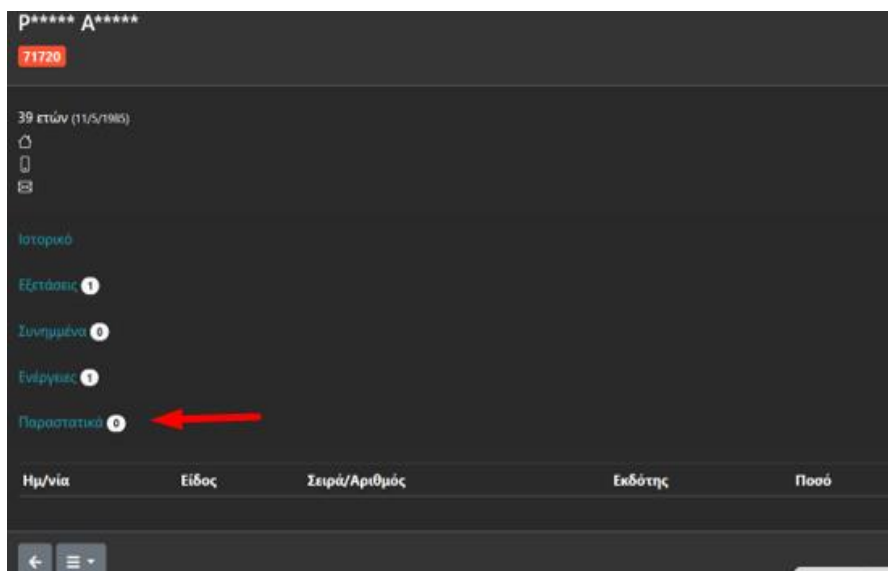 P***** A*****
71720
39 ετών (11/5/1985)
Ιστορικό
Εξετάσεις 1
Συνημμένα 0
Ενέργειες 1
Παραστατικά 0
Ημ/νία Είδος Σειρά/Αριθμός Εκδότης Ποσό